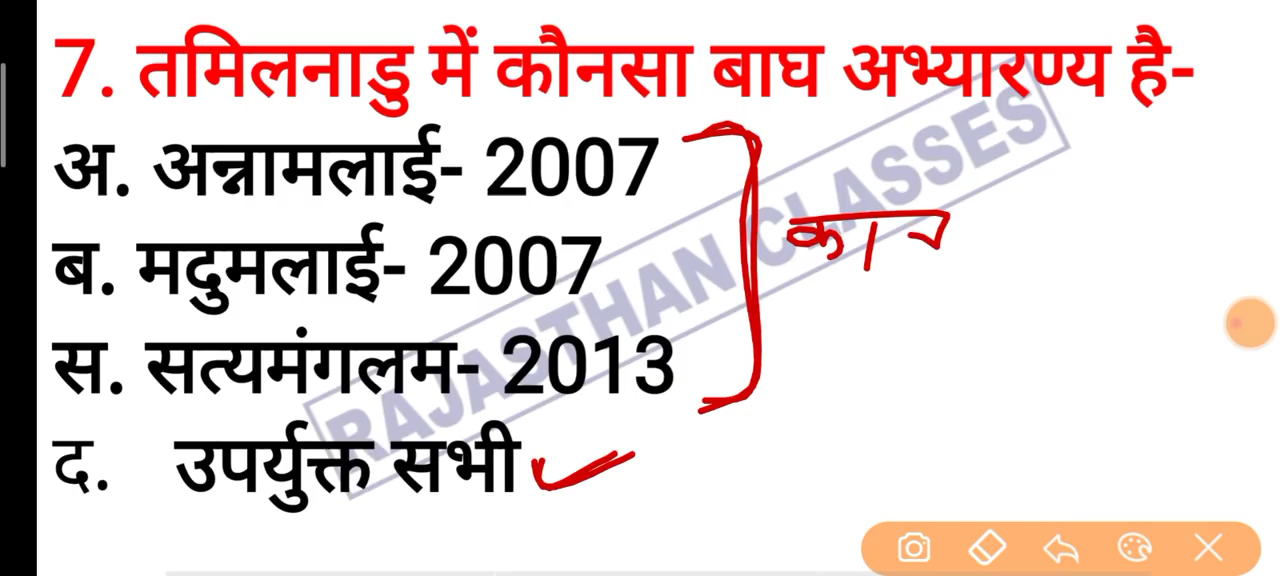 7. तमिलनाडु में कौनसा बाघ अभ्यारण्य है-
अ. अन्नामलाई- 2007
ब. मदुमलाई- 2007
स. सत्यमंगलम- 2013
द. उपर्युक्त सभी
RAJASTHAN CLASSES